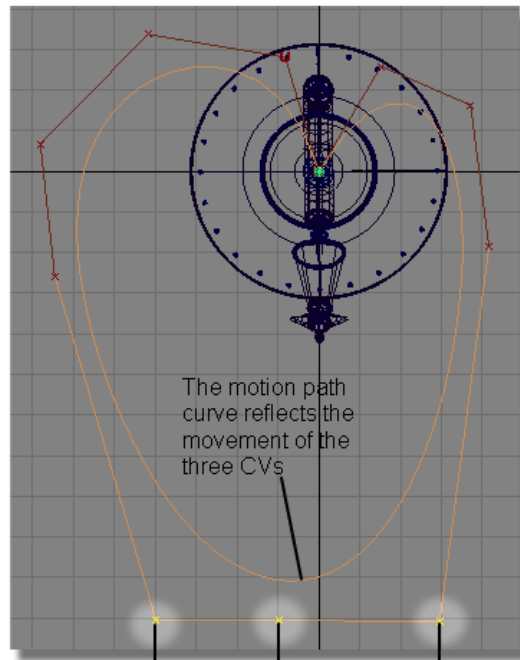 The motion path
curve reflects the
movement of the
three CVs